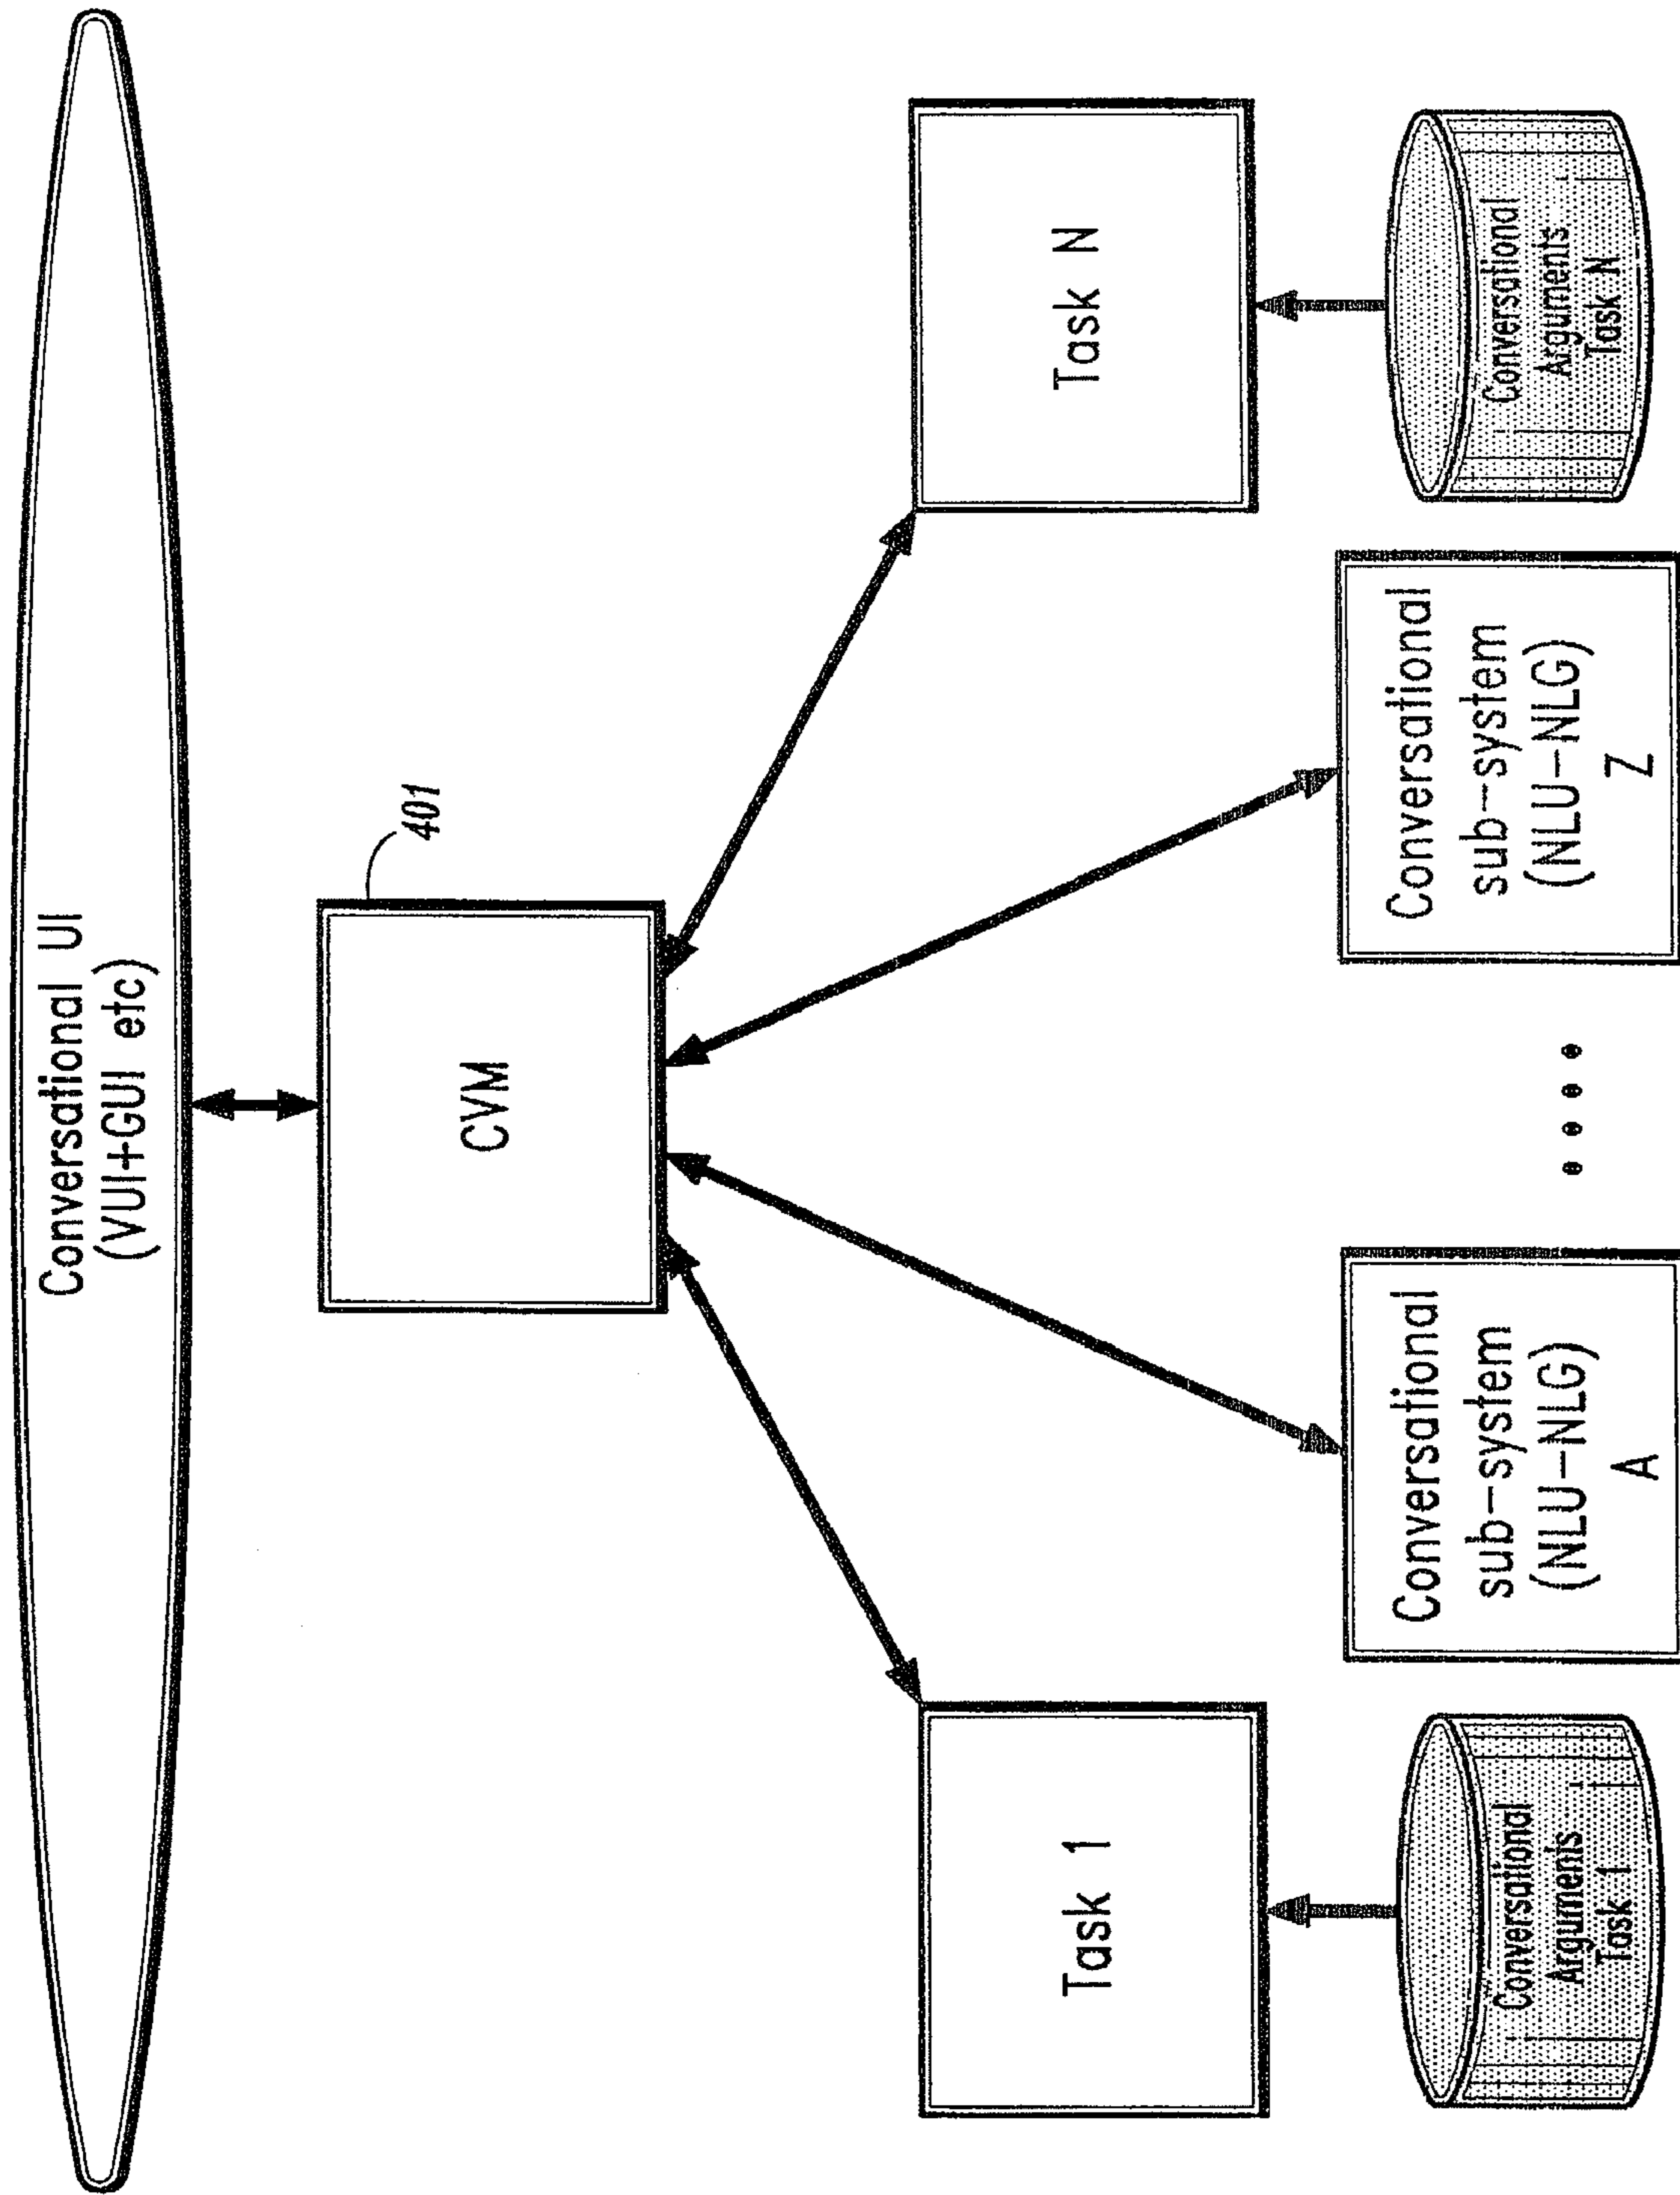 Conversational UI
(VUI+GUI etc)
401
CVM
Task 1
Task N
Conversational
sub-system
(NLU-NLG)
A
Conversational
sub-system
(NLU-NLG)
Z
Conversational
Arguments
Task 1
Conversational
Arguments
Task N